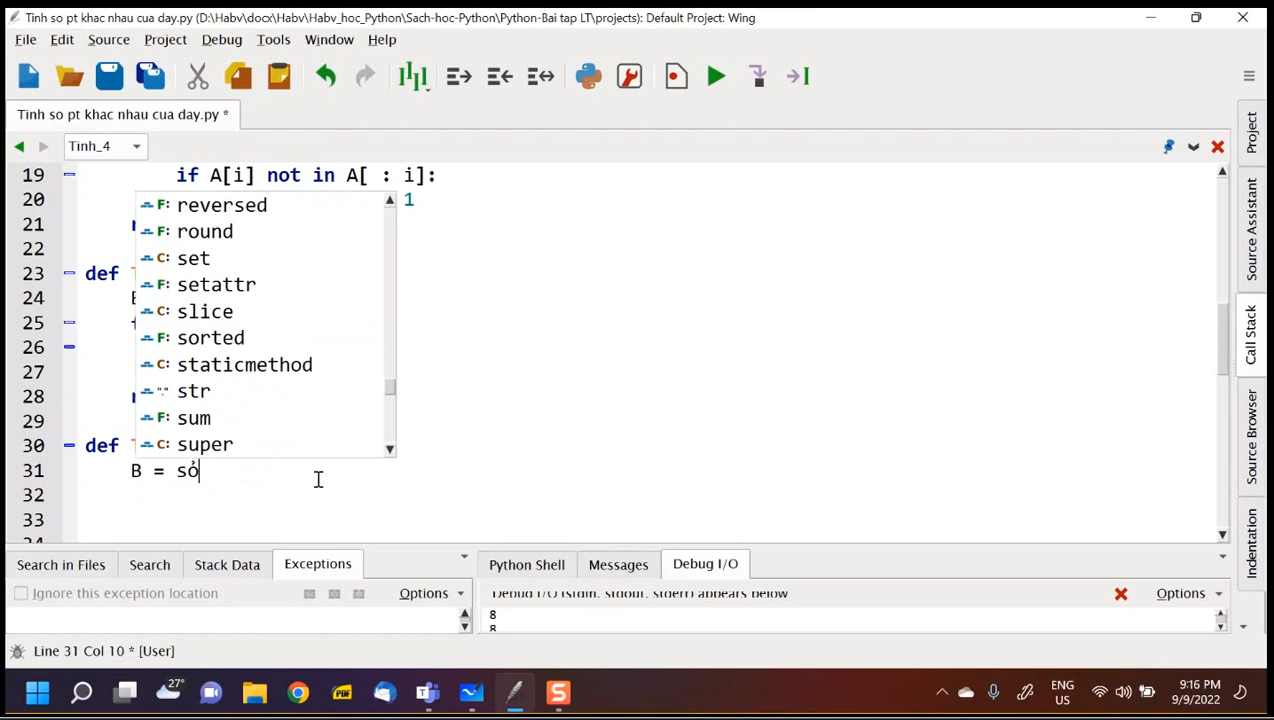 Tinh so pt khac nhau cua day.py (D:\Habv\docx\Habv\Habv_hoc_Python\Sach-hoc-Python\Python-Bai tap LT\projects): Default Project: Wing
File Edit Source Project Debug Tools Window Help
Tinh so pt khac nhau cua day.py *
Tinh_4
19 if A[i] not in A[ : i]:
20 1
21
22
23 def
24
25
26
27
28
29
30 def
31 B = sỏ
32
33
reversed
round
set
setattr
slice
sorted
staticmethod
str
sum
super
Project
Source Assistant
Call Stack
Source Browser
Indentation
Search in Files Search Stack Data Exceptions
Python Shell Messages Debug I/O
Ignore this exception location Options
Debug I/O (stdin, stdout, stderr) appears below Options
8
8
Line 31 Col 10 * [User]
27°
PDF
S
ENG
US
9:16 PM
9/9/2022